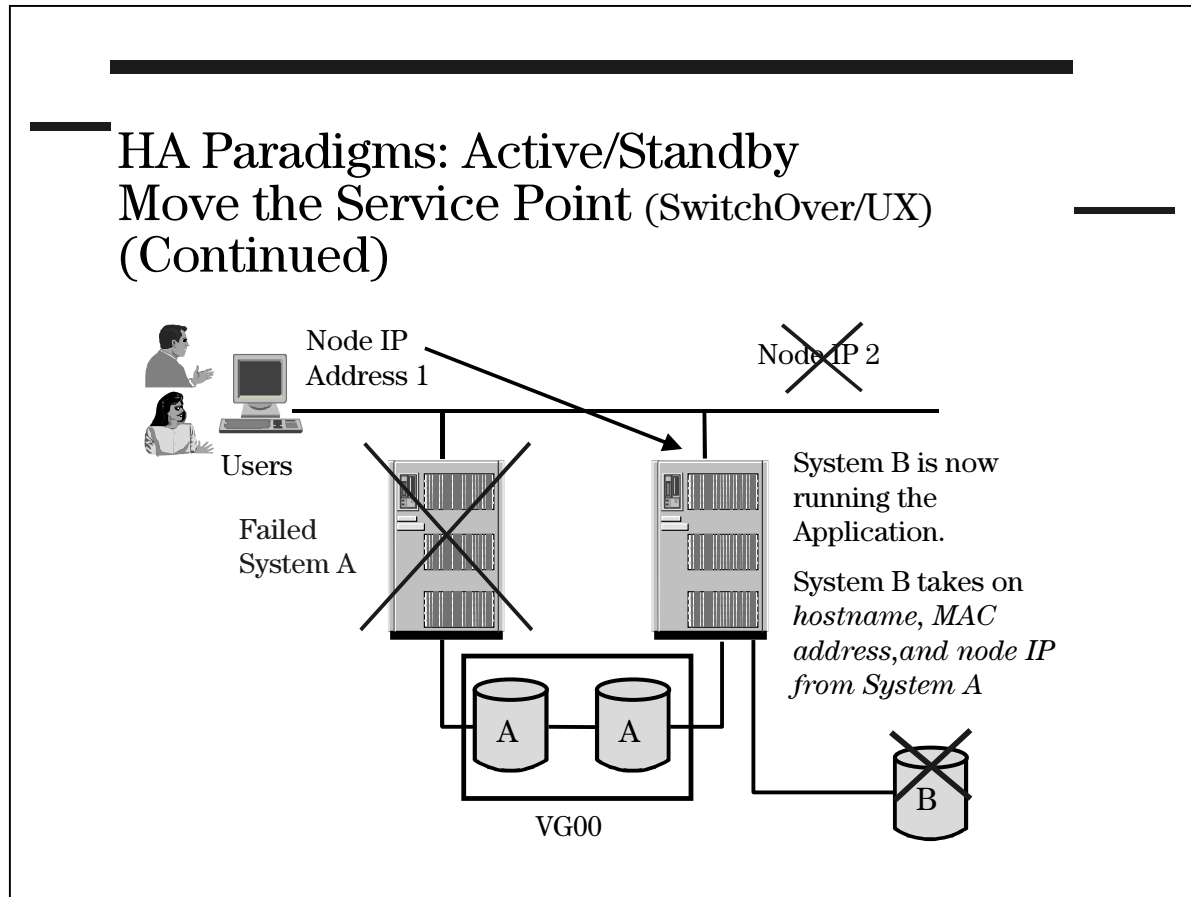 HA Paradigms: Active/Standby
Move the Service Point (SwitchOver/UX)
(Continued)
Node IP
Address 1
Node IP 2
Users
Failed
System A
System B is now
running the
Application.
System B takes on
hostname, MAC
address,and node IP
from System A
A
A
B
VG00